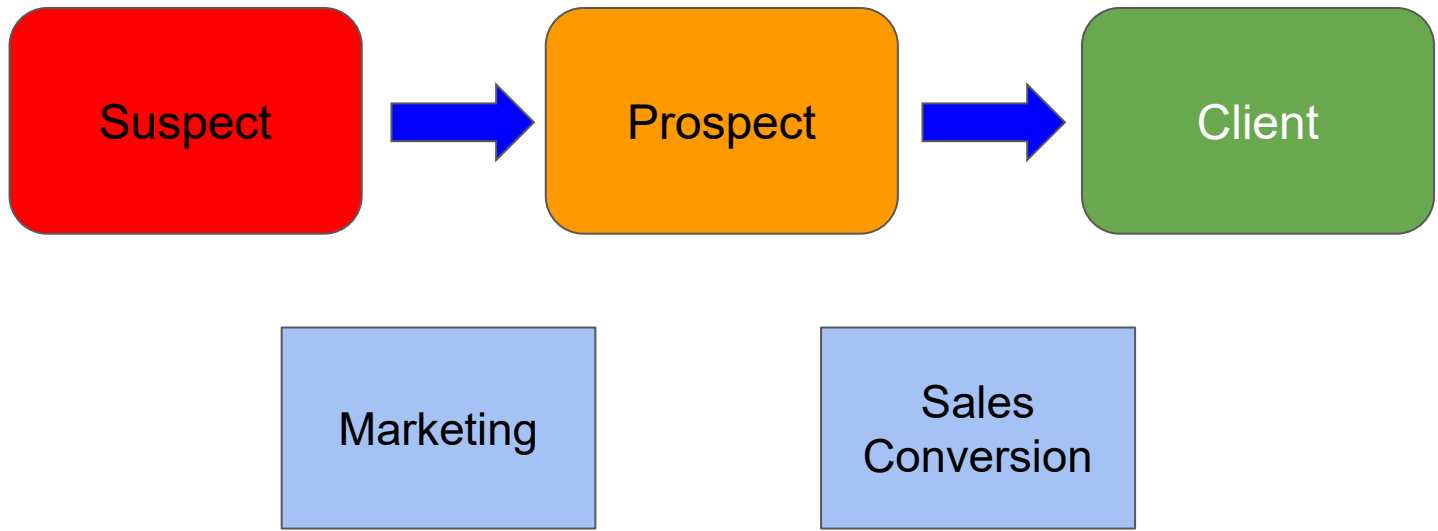 Suspect
Prospect
Client
Marketing
Sales
Conversion